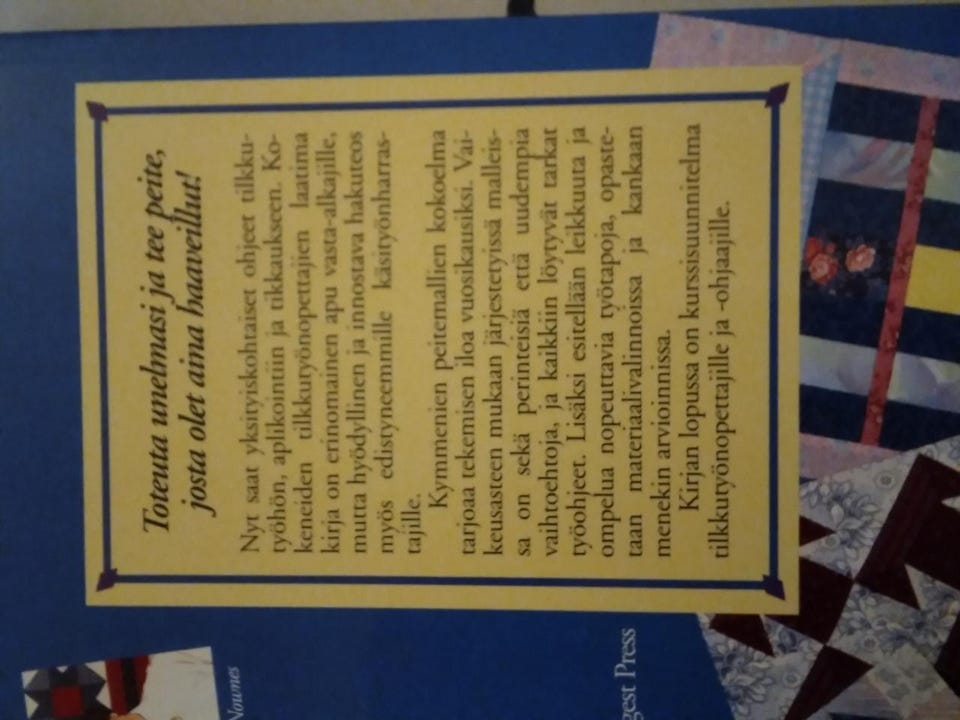 Toteuta unelmasi ja tee peite,
josta olet aina haaveillut!
Nyt saat yksityiskohtaiset ohjeet tilkku-
työhön, aplikointiin ja tikkaukseen. Ko-
keneiden tilkkutyönopettajien laatima
kirja on erinomainen apu vasta-alkajille,
mutta hyödyllinen ja innostava hakuteos
myös edistyneemmille käsityönharras-
tajille.
Kymmenien peitemallien kokoelma
tarjoaa tekemisen iloa vuosikausiksi. Vai-
keusasteen mukaan järjestetyissä malleis-
sa on sekä perinteisiä että uudempia
vaihtoehtoja, ja kaikkiin löytyvät tarkat
työohjeet. Lisäksi esitellään leikkuuta ja
ompelua nopeuttavia työtapoja, opaste-
taan materiaalivalinnoissa ja kankaan
menekin arvioinnissa.
Kirjan lopussa on kurssisuunnitelma
tilkkutyönopettajille ja -ohjaajille.
Nownes
gest Press